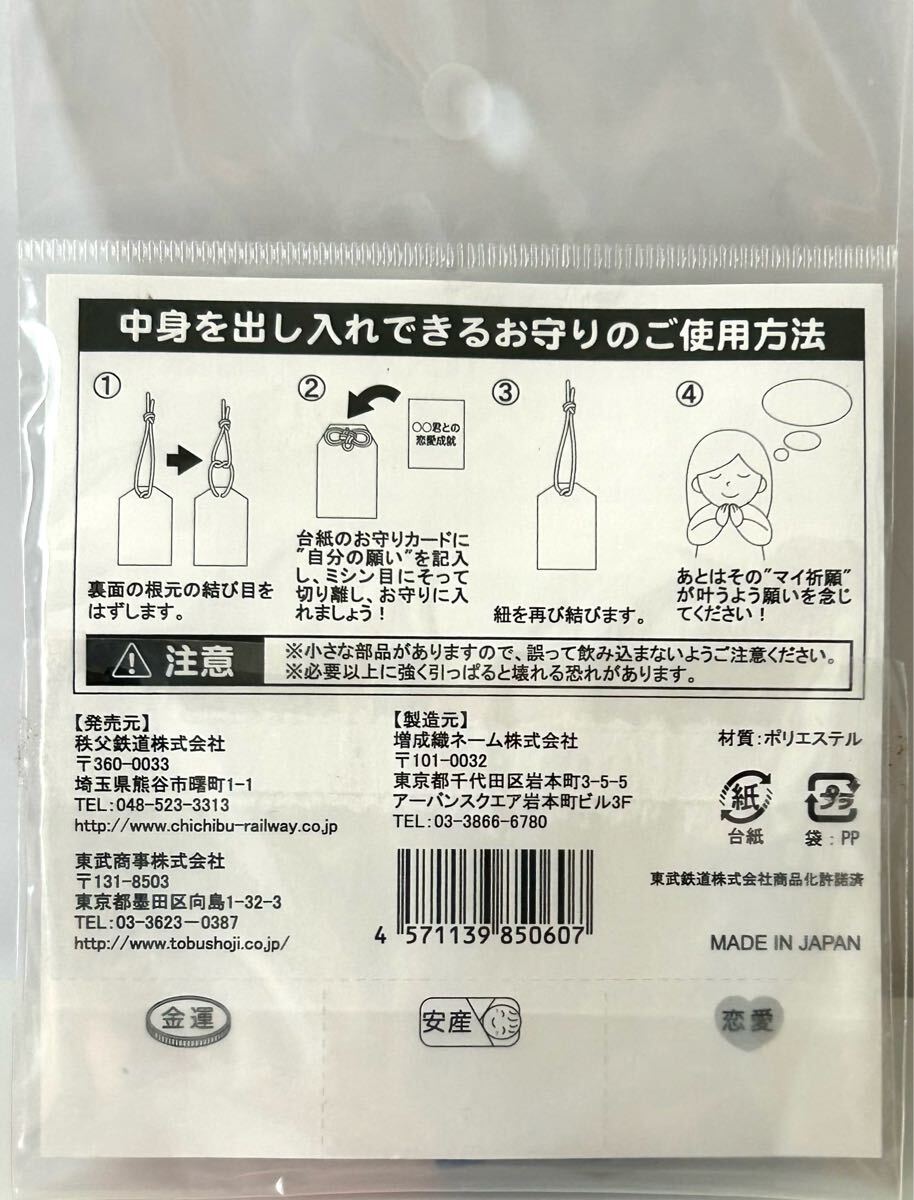 中身を出し入れできるお守りのご使用方法
①
裏面の根元の結び目を
はずします。
②
○○君との
恋愛成就
台紙のお守りカードに
"自分の願い"を記入
し、ミシン目にそって
切り離し、お守りに入
れましょう！
③
紐を再び結びます。
④
あとはその"マイ祈願"
が叶うよう願いを念じ
てください！
注意
※小さな部品がありますので、誤って飲み込まないようご注意ください。
※必要以上に強く引っぱると壊れる恐れがあります。
【発売元】
秩父鉄道株式会社
〒360-0033
埼玉県熊谷市曙町1-1
TEL:048-523-3313
http://www.chichibu-railway.co.jp
東武商事株式会社
〒131-8503
東京都墨田区向島1-32-3
TEL:03-3623-0387
http://www.tobushoji.co.jp/
【製造元】
増成織ネーム株式会社
〒101-0032
東京都千代田区岩本町3-5-5
アーバンスクエア岩本町ビル3F
TEL:03-3866-6780
4 571139 850607
材質:ポリエステル
紙
台紙
プラ
袋:PP
東武鉄道株式会社商品化許諾済
MADE IN JAPAN
金運
安産
恋愛